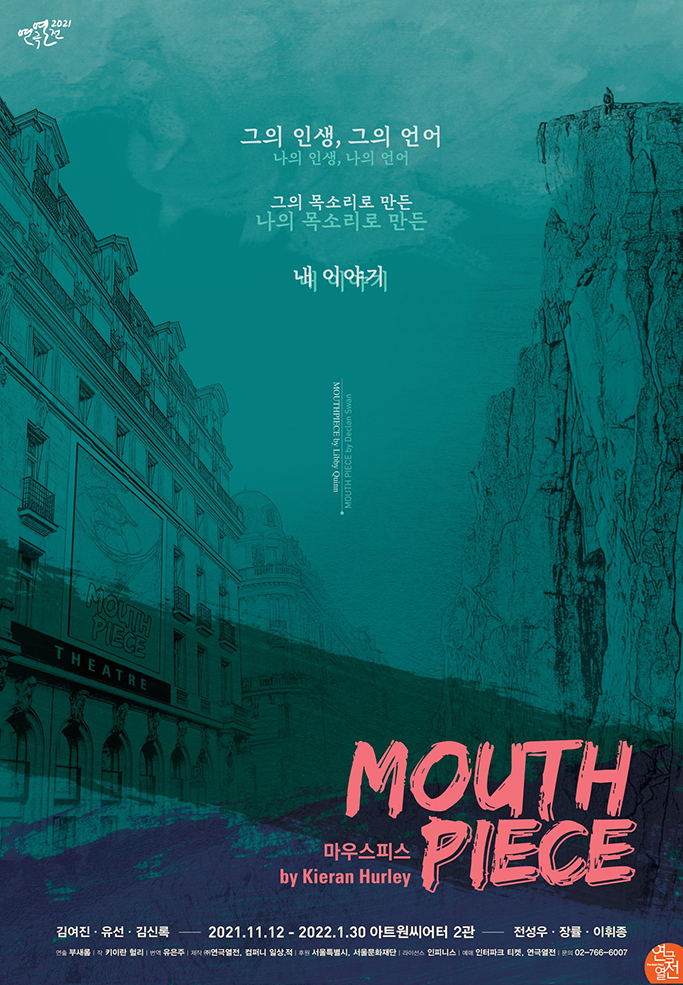 연극열전 2021
그의 인생, 그의 언어
나의 인생, 나의 언어
그의 목소리로 만든
나의 목소리로 만든
내 이야기
MOUTHPIECE by Libby Quinn
MOUTH PIECE by Declan Swan
MOUTH
PIECE
THEATRE
MOUTH
PIECE
마우스피스
by Kieran Hurley
김여진 · 유선 · 김신록 — 2021.11.12 - 2022.1.30 아트원씨어터 2관 — 전성우 · 장률 · 이휘종
연출 부새롬 | 작 키이란 헐리 | 번역 유은주 | 제작 ㈜연극열전, 컴퍼니 일상,적 | 후원 서울특별시, 서울문화재단 | 라이선스 인피니스 | 예매 인터파크 티켓, 연극열전 | 문의 02-766-6007
연극
열전